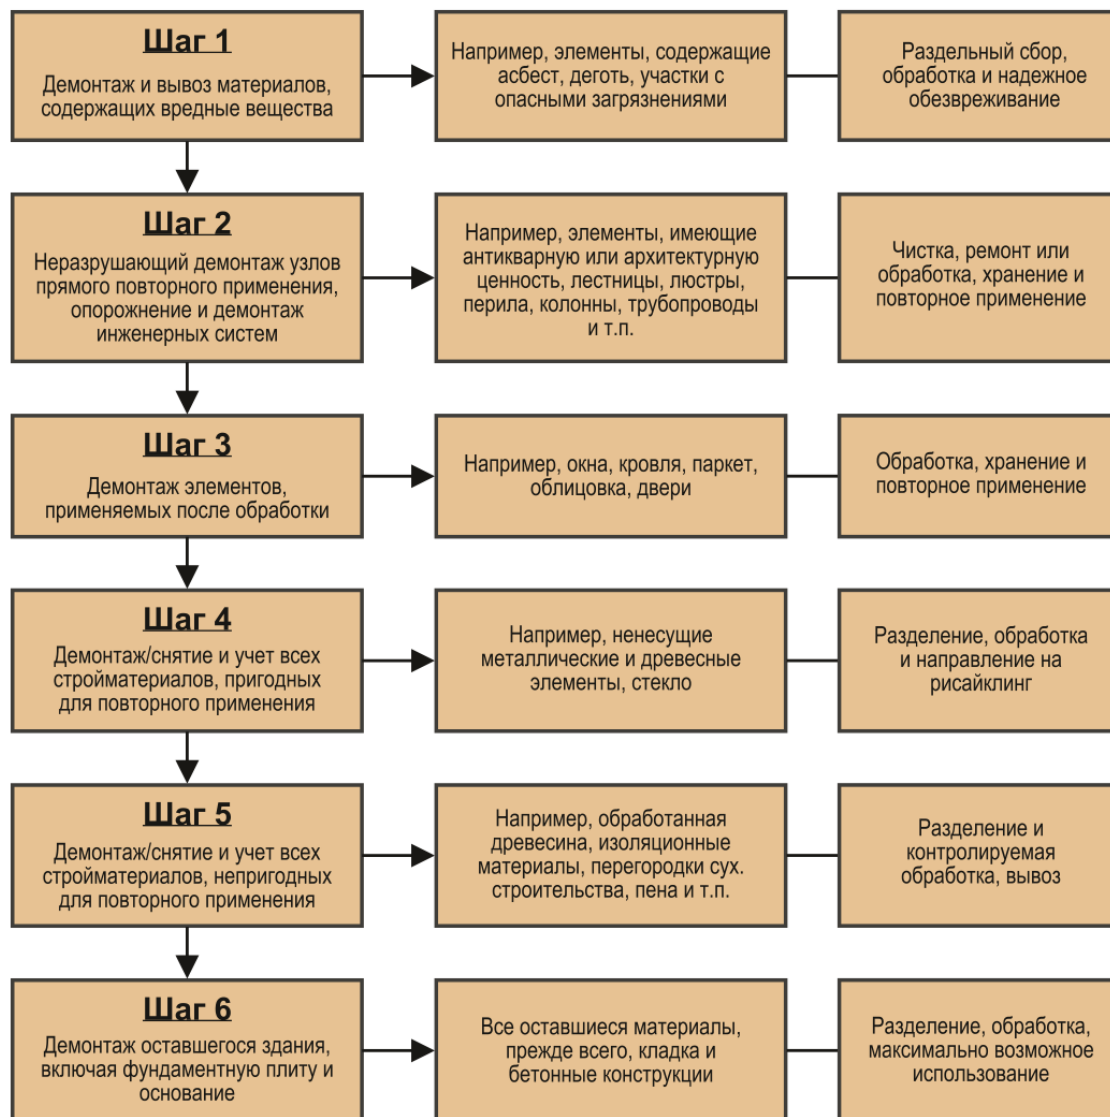 Шаг 1
Демонтаж и вывоз материалов,
содержащих вредные вещества
Например, элементы, содержащие
асбест, деготь, участки с
опасными загрязнениями
Раздельный сбор,
обработка и надежное
обезвреживание
Шаг 2
Неразрушающий демонтаж узлов
прямого повторного применения,
опорожнение и демонтаж
инженерных систем
Например, элементы, имеющие
антикварную или архитектурную
ценность, лестницы, люстры,
перила, колонны, трубопроводы
и т.п.
Чистка, ремонт или
обработка, хранение и
повторное применение
Шаг 3
Демонтаж элементов,
применяемых после обработки
Например, окна, кровля, паркет,
облицовка, двери
Обработка, хранение и
повторное применение
Шаг 4
Демонтаж/снятие и учет всех
стройматериалов, пригодных
для повторного применения
Например, ненесущие
металлические и древесные
элементы, стекло
Разделение, обработка
и направление на
рисайклинг
Шаг 5
Демонтаж/снятие и учет всех
стройматериалов, непригодных
для повторного применения
Например, обработанная
древесина, изоляционные
материалы, перегородки сух.
строительства, пена и т.п.
Разделение и
контролируемая
обработка, вывоз
Шаг 6
Демонтаж оставшегося здания,
включая фундаментную плиту и
основание
Все оставшиеся материалы,
прежде всего, кладка и
бетонные конструкции
Разделение, обработка,
максимально возможное
использование